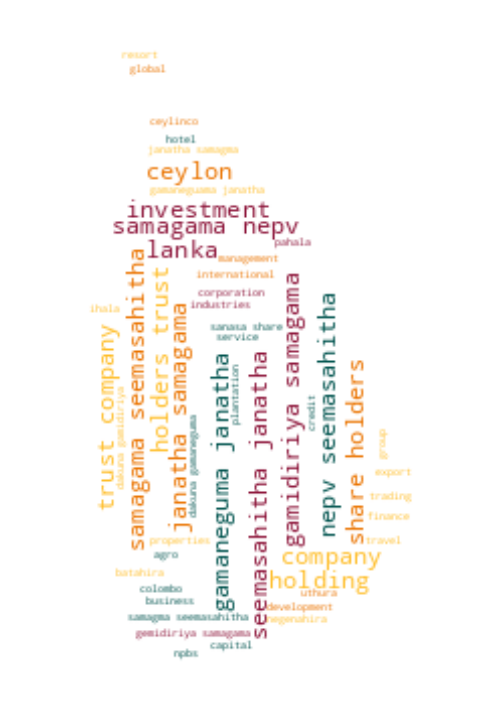 resort
global
ceylinco
hotel
janatha samagma
ceylon
gamaneguama janatha
investment
samagama nepv
pahala
lanka
management
international
corporation
industries
ihala
sanasa share
service
trust company
dakuna gamidiriya
samagama seemasahitha
holders trust
janatha samagama
dakuna gamaneguma
gamaneguma janatha
plantation
seemasahitha janatha
gamidiriya samagama
credit
nepv seemasahitha
share holders
group
export
trading
finance
travel
properties
agro
company
batahira
holding
colombo
uthura
business
development
samagma seemasahitha
negenahira
gemidiriya samagama
capital
npbs